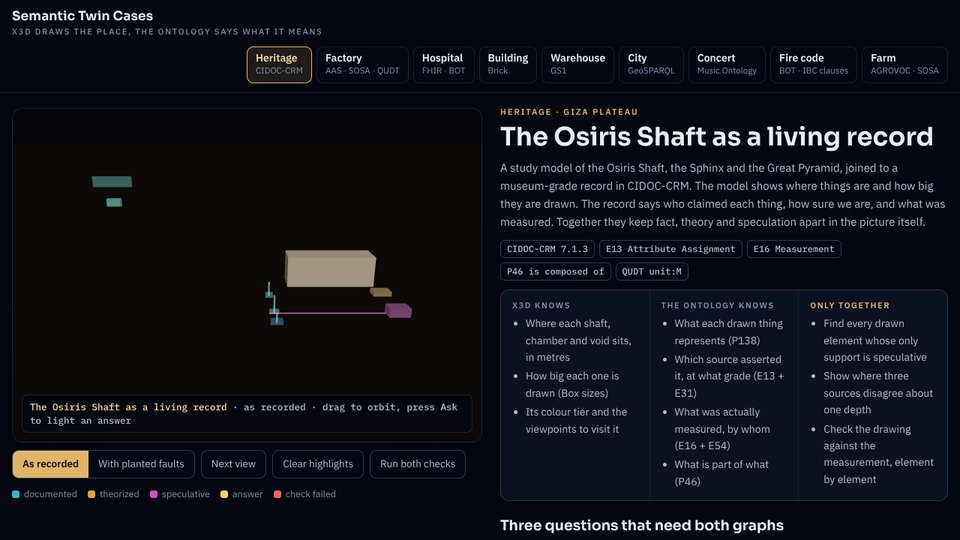 Semantic Twin Cases
X3D DRAWS THE PLACE, THE ONTOLOGY SAYS WHAT IT MEANS
Heritage
CIDOC-CRM
Factory
AAS · SOSA · QUDT
Hospital
FHIR · BOT
Building
Brick
Warehouse
GS1
City
GeoSPARQL
Concert
Music Ontology
Fire code
BOT · IBC clauses
Farm
AGROVOC · SOSA
The Osiris Shaft as a living record · as recorded · drag to orbit, press Ask
to light an answer
As recorded
With planted faults
Next view
Clear highlights
Run both checks
documented
theorized
speculative
answer
check failed
HERITAGE · GIZA PLATEAU
The Osiris Shaft as a living record
A study model of the Osiris Shaft, the Sphinx and the Great Pyramid, joined to a
museum-grade record in CIDOC-CRM. The model shows where things are and how big
they are drawn. The record says who claimed each thing, how sure we are, and what was
measured. Together they keep fact, theory and speculation apart in the picture itself.
CIDOC-CRM 7.1.3
E13 Attribute Assignment
E16 Measurement
P46 is composed of
QUDT unit:M
X3D KNOWS
Where each shaft,
chamber and void sits,
in metres
How big each one is
drawn (Box sizes)
Its colour tier and the
viewpoints to visit it
THE ONTOLOGY KNOWS
What each drawn thing
represents (P138)
Which source asserted
it, at what grade (E13 +
E31)
What was actually
measured, by whom
(E16 + E54)
What is part of what
(P46)
ONLY TOGETHER
Find every drawn
element whose only
support is speculative
Show where three
sources disagree about
one depth
Check the drawing
against the
measurement, element
by element
Three questions that need both graphs